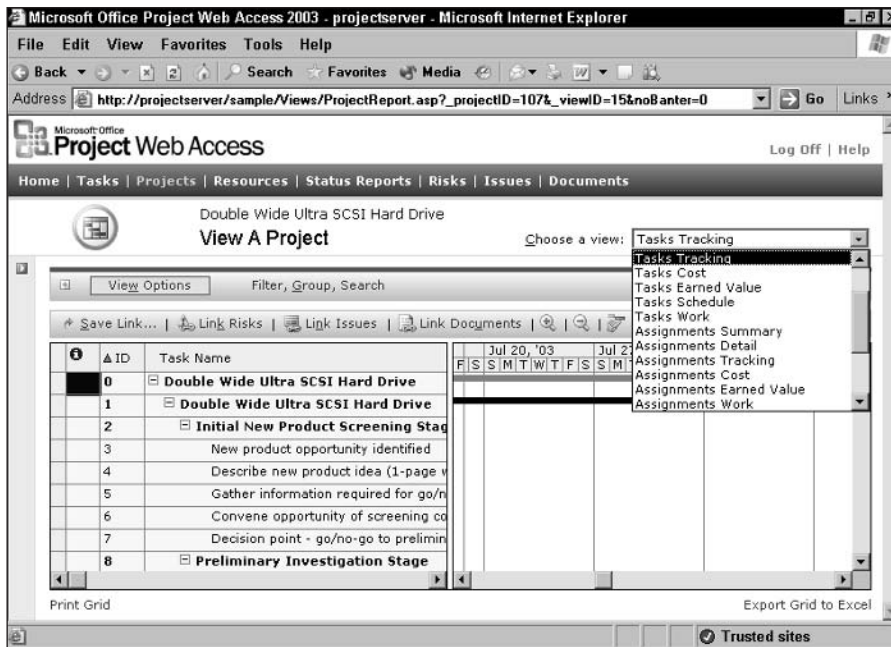 Microsoft Office Project Web Access 2003 - projectserver - Microsoft Internet Explorer
File Edit View Favorites Tools Help
Back Search Favorites Media
Address http://projectserver/sample/Views/ProjectReport.asp?_projectID=107&_viewID=15&noBanter=0 Go Links
Microsoft Office
Project Web Access
Log Off | Help
Home | Tasks | Projects | Resources | Status Reports | Risks | Issues | Documents
Double Wide Ultra SCSI Hard Drive
View A Project
Choose a view: Tasks Tracking
Tasks Tracking
Tasks Cost
Tasks Earned Value
Tasks Schedule
Tasks Work
Assignments Summary
Assignments Detail
Assignments Tracking
Assignments Cost
Assignments Earned Value
Assignments Work
View Options Filter, Group, Search
Save Link... | Link Risks | Link Issues | Link Documents
ID Task Name
Jul 20, '03 Jul 2
F S S M T W T F S S M
0 Double Wide Ultra SCSI Hard Drive
1 Double Wide Ultra SCSI Hard Drive
2 Initial New Product Screening Stag
3 New product opportunity identified
4 Describe new product idea (1-page w
5 Gather information required for go/n
6 Convene opportunity of screening co
7 Decision point - go/no-go to prelimin
8 Preliminary Investigation Stage
Print Grid Export Grid to Excel
Trusted sites